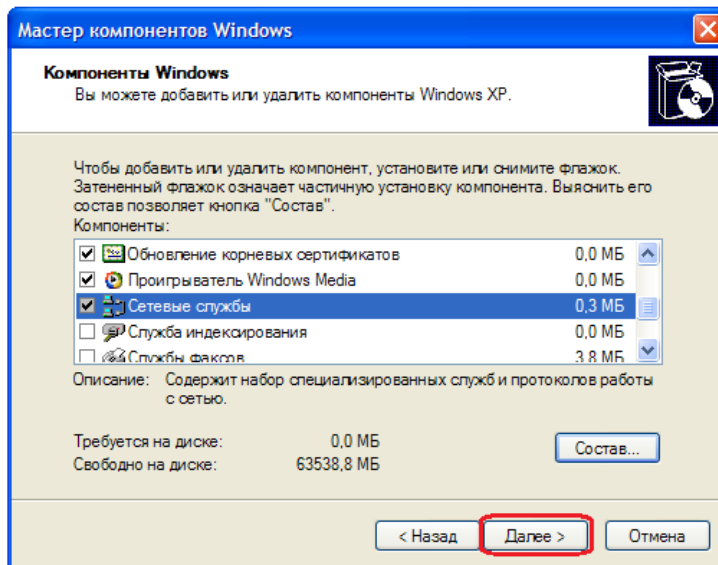 Мастер компонентов Windows
Компоненты Windows
Вы можете добавить или удалить компоненты Windows XP.
Чтобы добавить или удалить компонент, установите или снимите флажок.
Затененный флажок означает частичную установку компонента. Выяснить его
состав позволяет кнопка "Состав".
Компоненты:
Обновление корневых сертификатов 0,0 МБ
Проигрыватель Windows Media 0,0 МБ
Сетевые службы 0,3 МБ
Служба индексирования 0,0 МБ
Службы факсов 3,8 МБ
Описание: Содержит набор специализированных служб и протоколов работы
с сетью.
Требуется на диске: 0,0 МБ
Свободно на диске: 63538,8 МБ
Состав...
< Назад Далее > Отмена